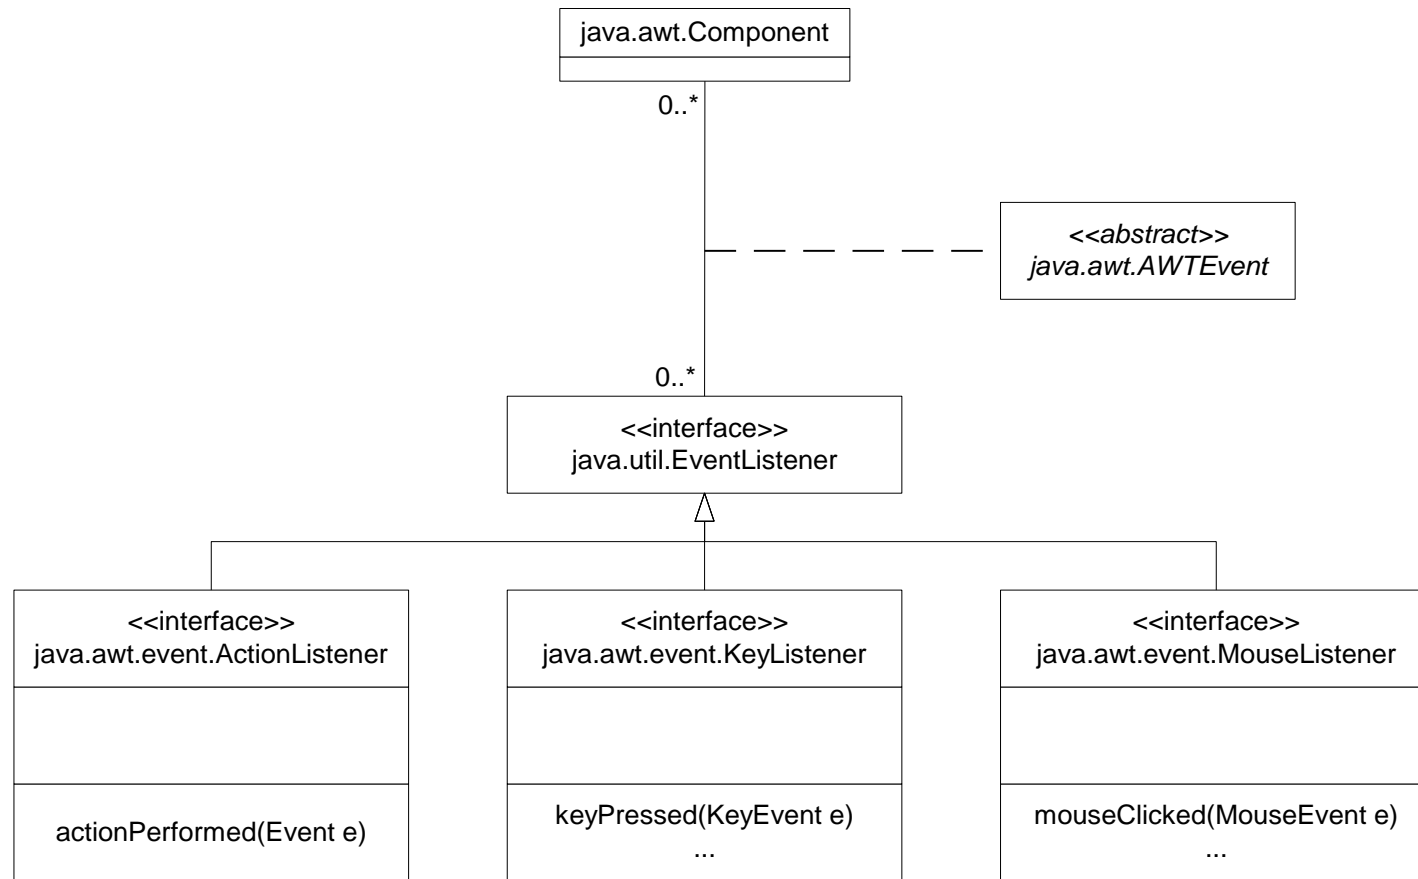 java.awt.Component
0..*
<<abstract>>
java.awt.AWTEvent
0..*
<<interface>>
java.util.EventListener
<<interface>>
java.awt.event.ActionListener
actionPerformed(Event e)
<<interface>>
java.awt.event.KeyListener
keyPressed(KeyEvent e)
...
<<interface>>
java.awt.event.MouseListener
mouseClicked(MouseEvent e)
...